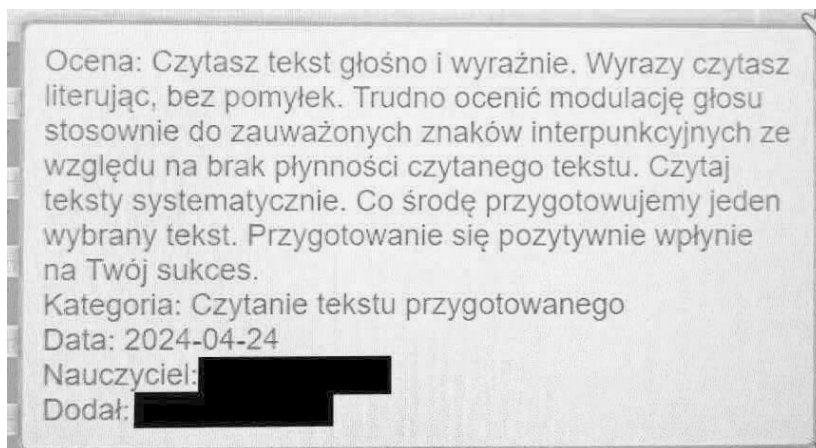 Ocena: Czytasz tekst głośno i wyraźnie. Wyrazy czytasz
literując, bez pomyłek. Trudno ocenić modulację głosu
stosownie do zauważonych znaków interpunkcyjnych ze
względu na brak płynności czytanego tekstu. Czytaj
teksty systematycznie. Co środę przygotowujemy jeden
wybrany tekst. Przygotowanie się pozytywnie wpłynie
na Twój sukces.
Kategoria: Czytanie tekstu przygotowanego
Data: 2024-04-24
Nauczyciel:
Dodał: